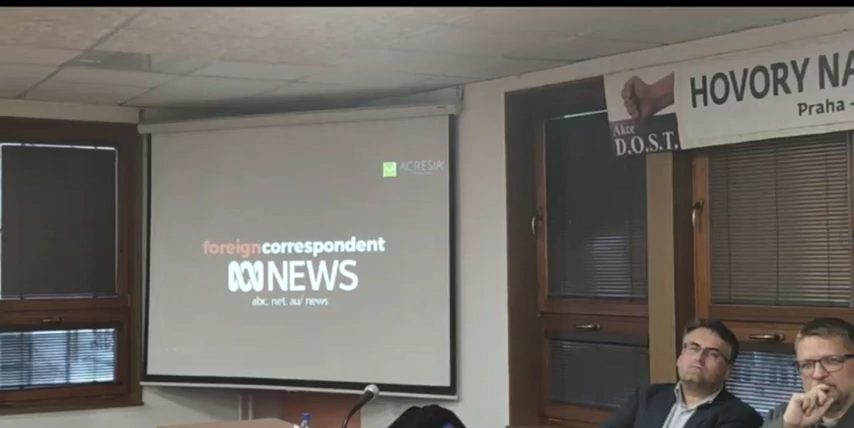 ACRESIA
HOVORY NA
Praha -
Akce
D.O.S.T.
foreigncorrespondent
NEWS
abc. net. au/ news